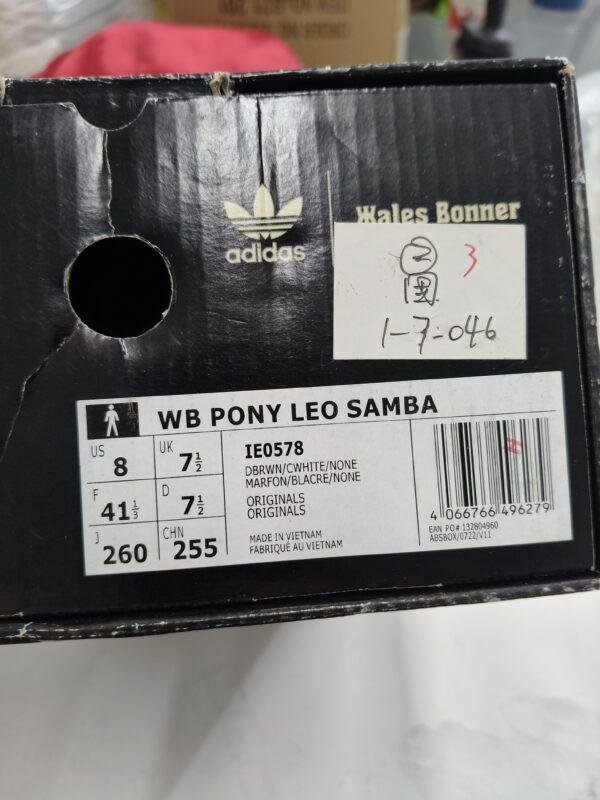 adidas
Wales Bonner
② 3
1-7-046
WB PONY LEO SAMBA
US 8
UK 7½
F 41⅓
D 7½
J 260
CHN 255
IE0578
DBRWN/CWHITE/NONE
MARFON/BLACRE/NONE
ORIGINALS
ORIGINALS
MADE IN VIETNAM
FABRIQUÉ AU VIETNAM
4 066766 496279
EAN PO# 132804960
ABSBOX/0722/V11